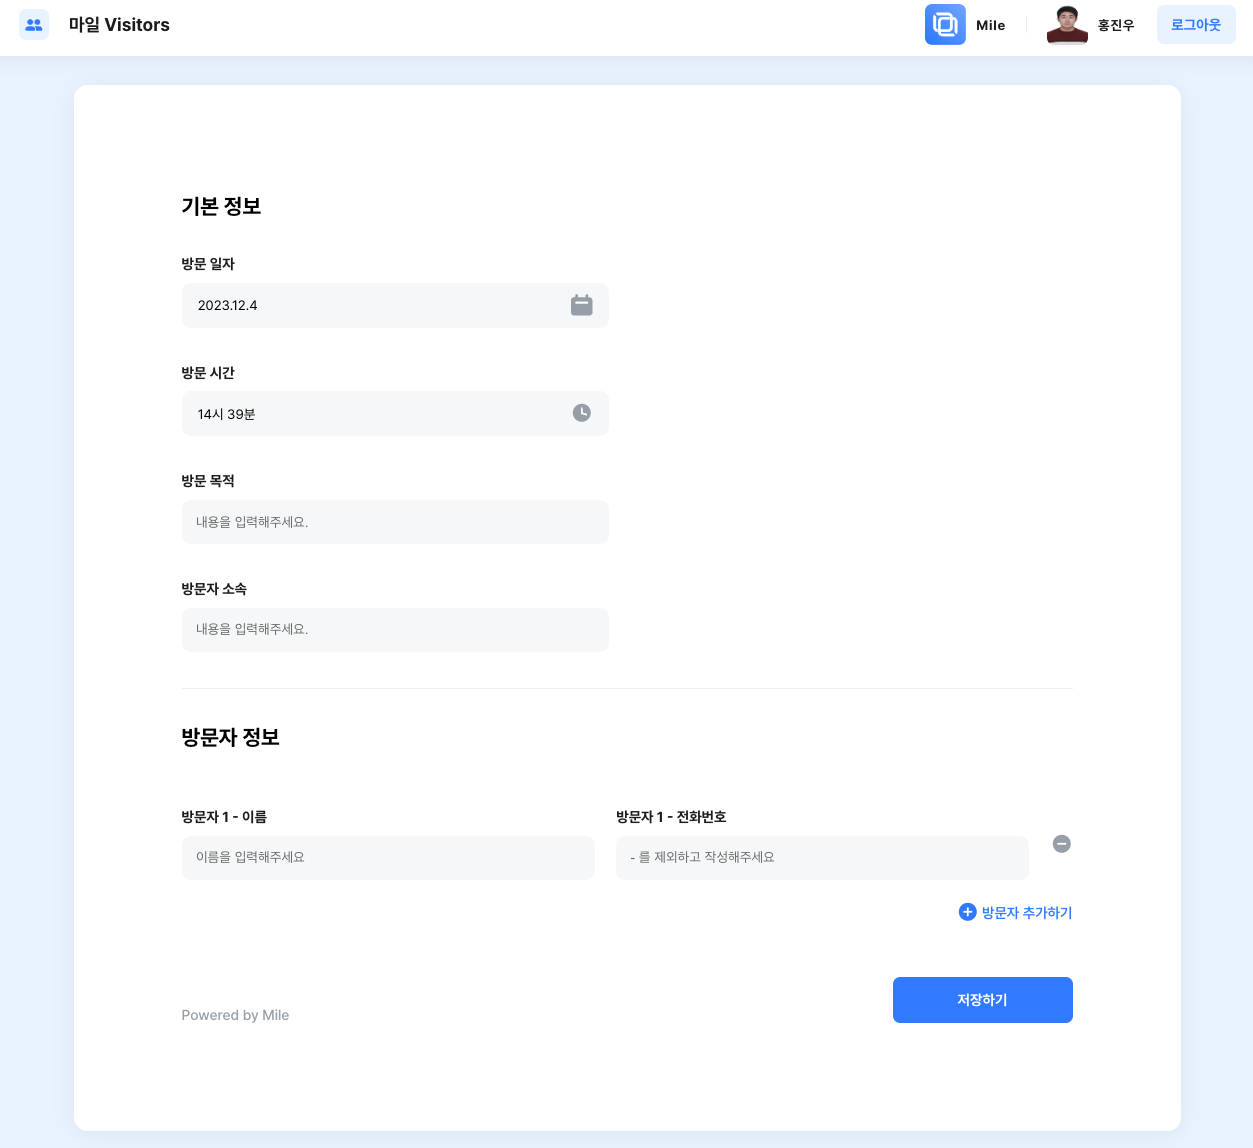 마일 Visitors
Mile
홍진우
로그아웃
기본 정보
방문 일자
2023.12.4
방문 시간
14시 39분
방문 목적
내용을 입력해주세요.
방문자 소속
내용을 입력해주세요.
방문자 정보
방문자 1 - 이름
방문자 1 - 전화번호
이름을 입력해주세요
- 를 제외하고 작성해주세요
방문자 추가하기
저장하기
Powered by Mile